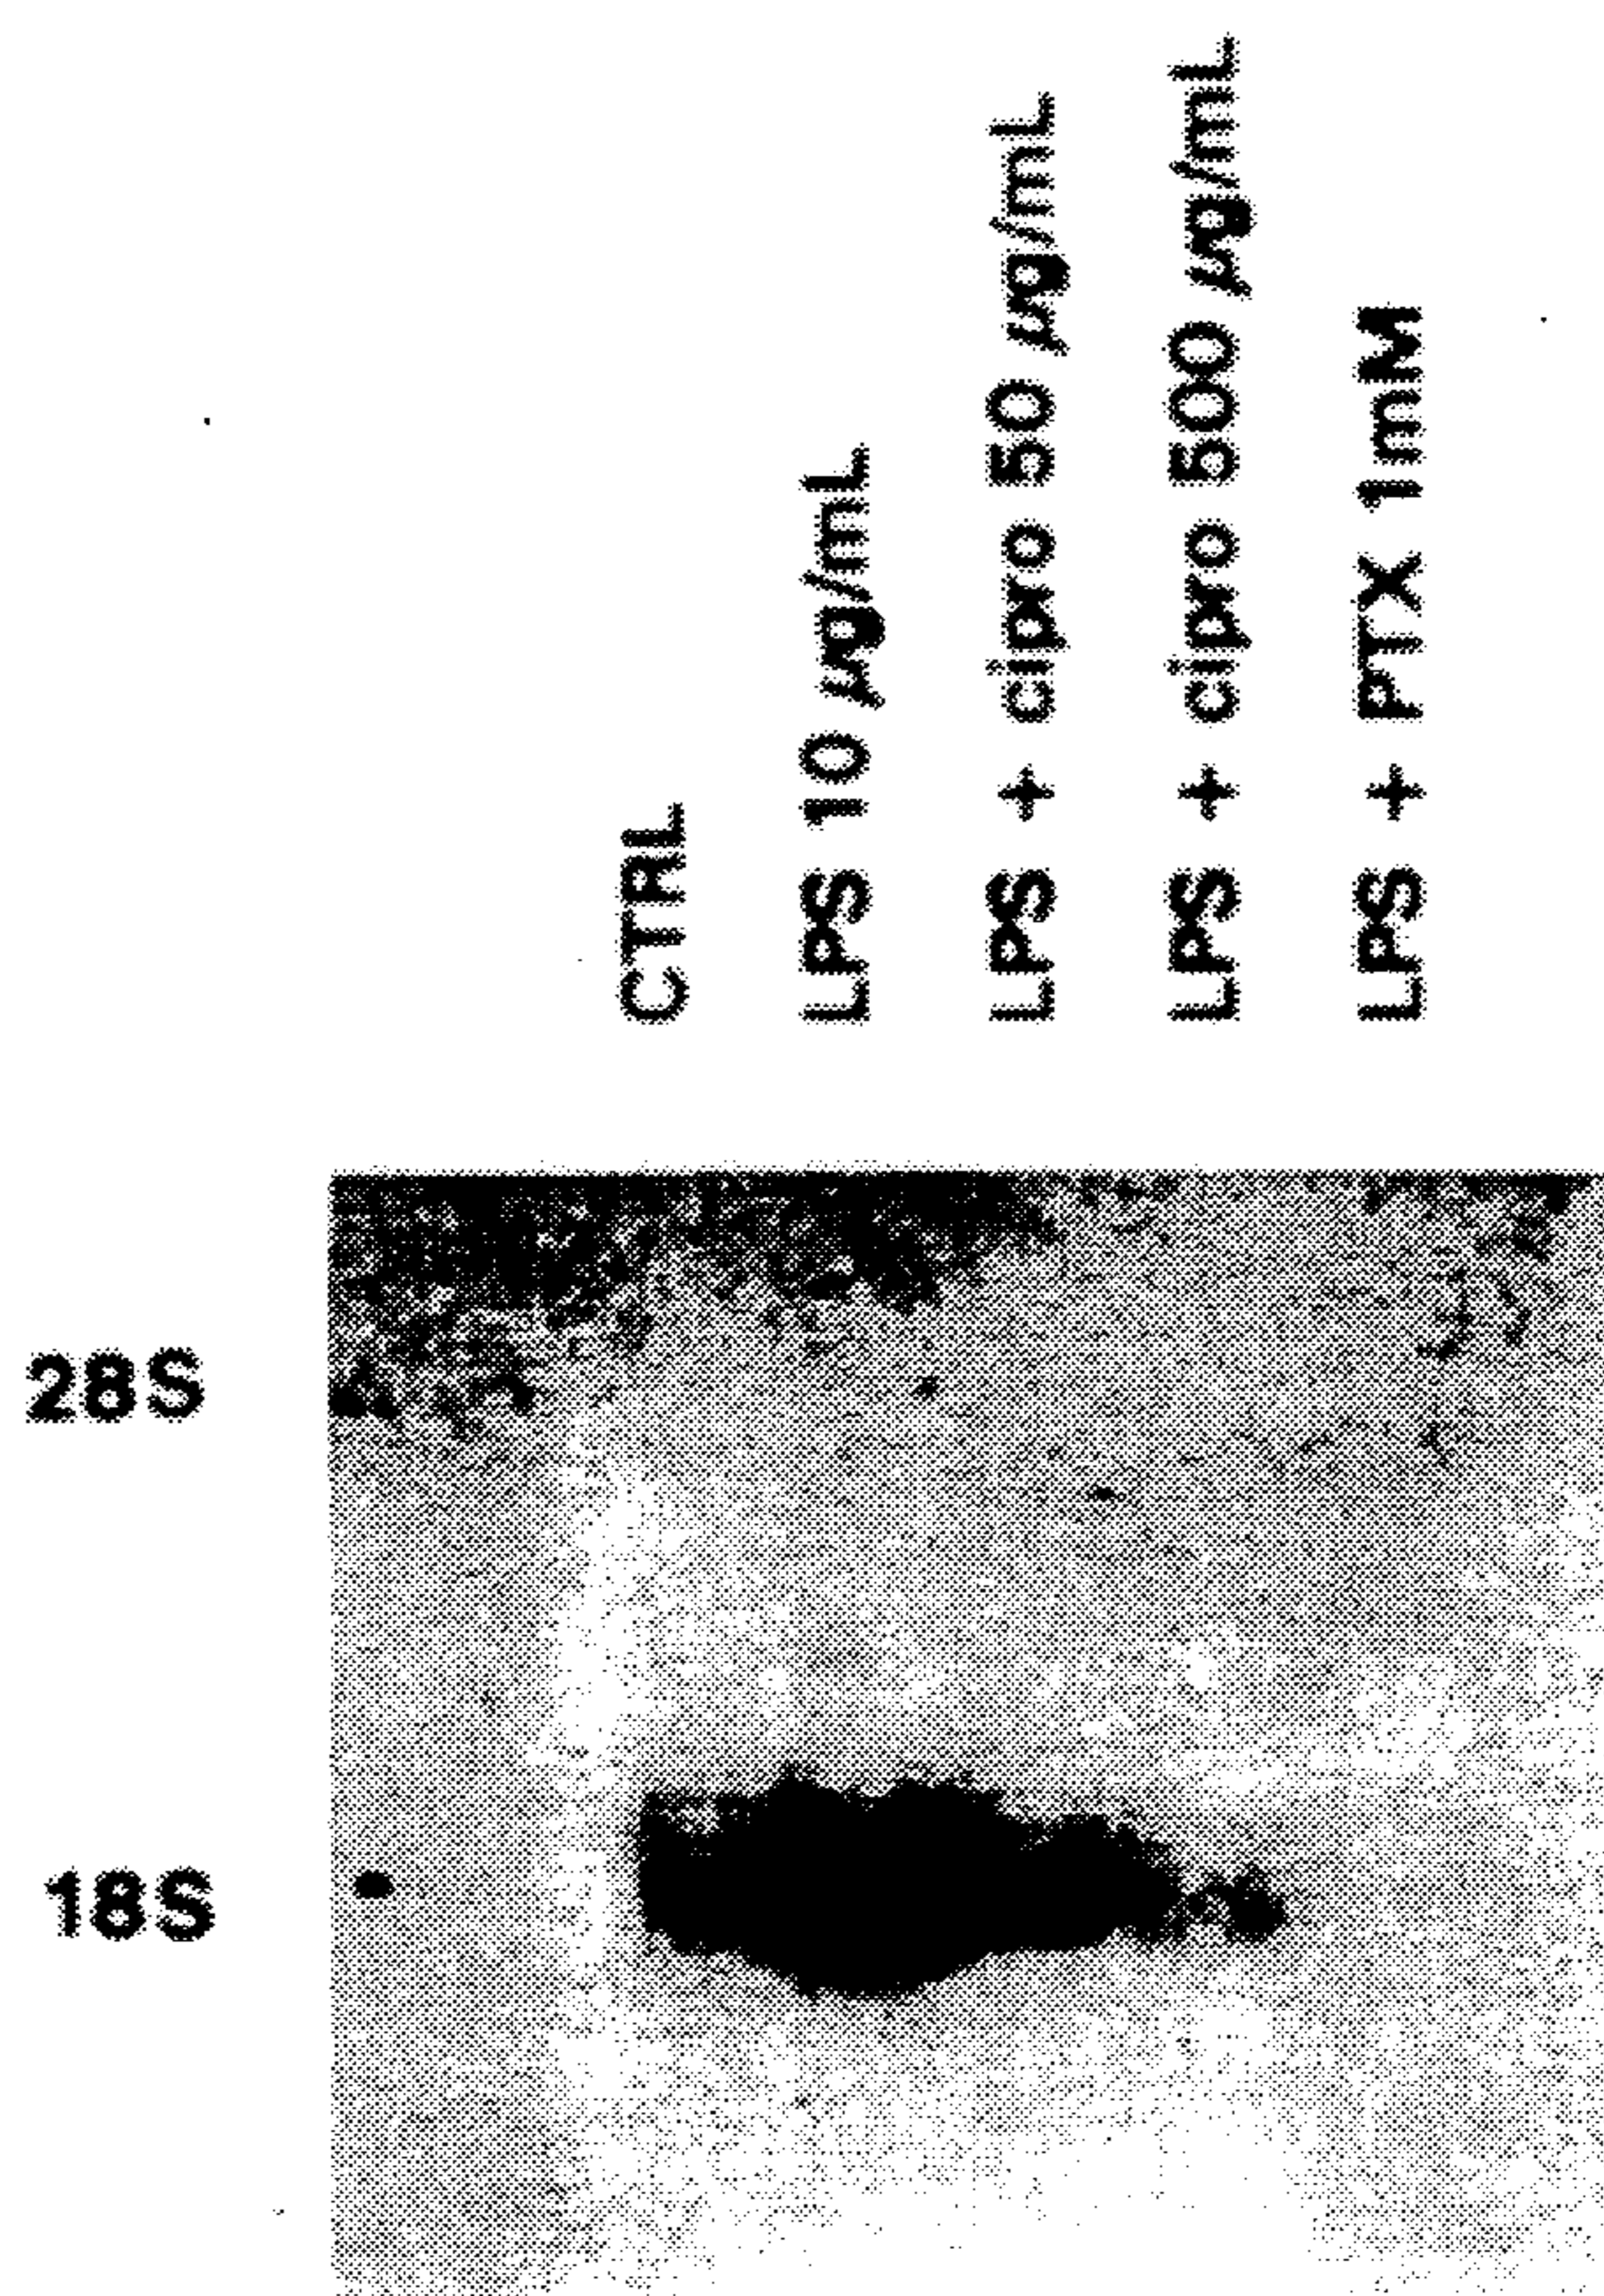 CTRL
LPS 10 µg/mL
LPS + cipro 50 µg/mL
LPS + cipro 500 µg/mL
LPS + PTX 1mM
28S
18S